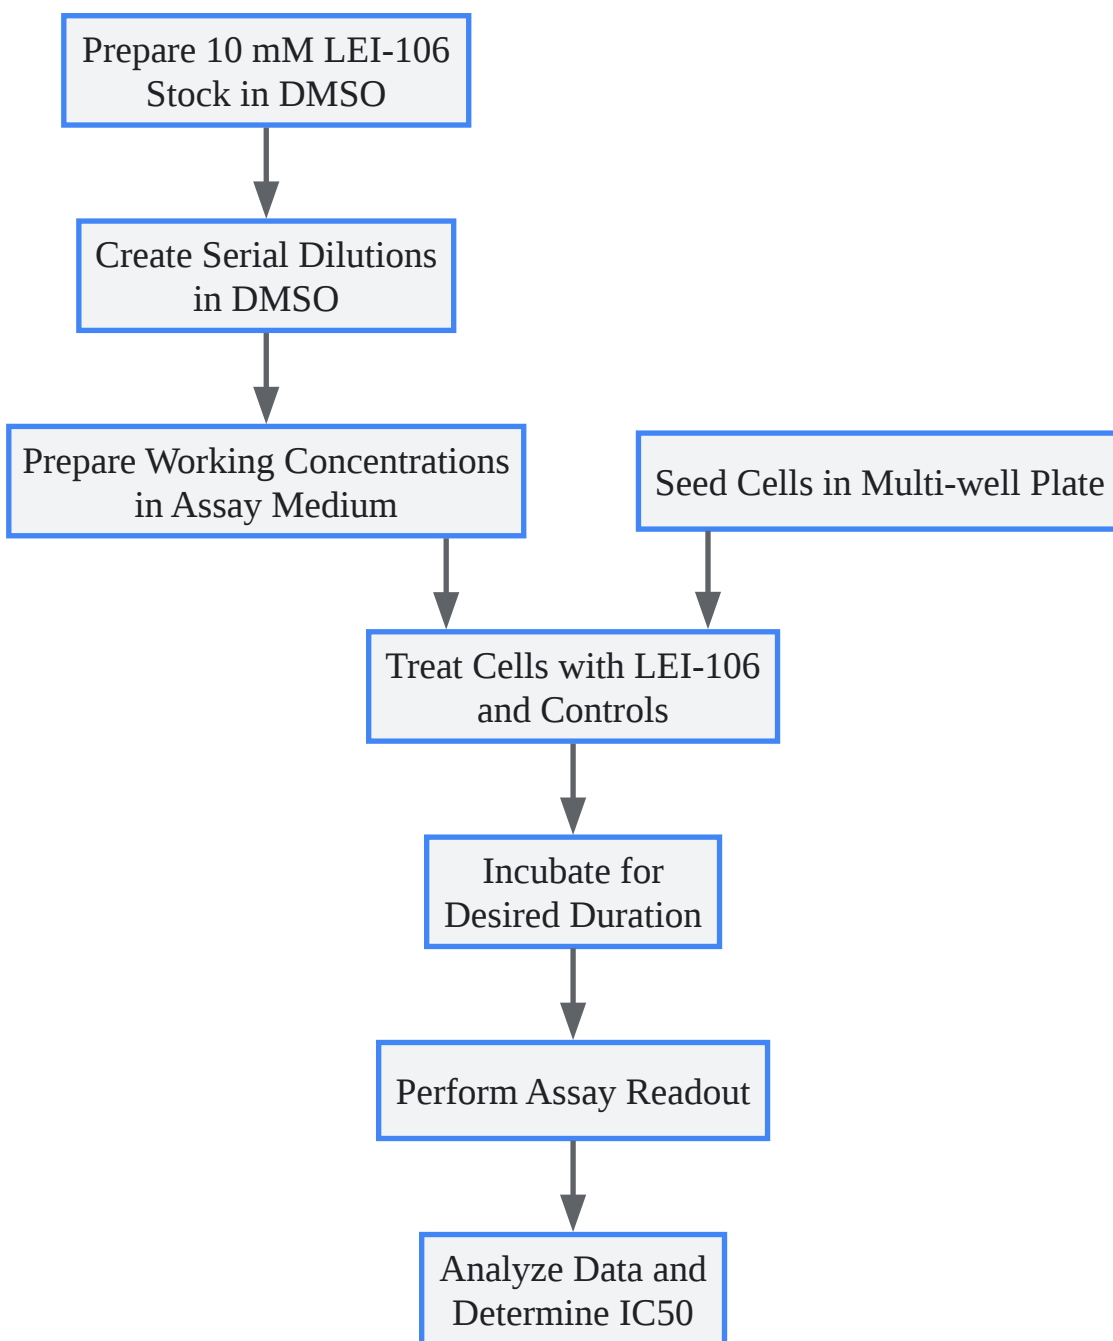 Prepare 10 mM LEI-106
Stock in DMSO
Create Serial Dilutions
in DMSO
Prepare Working Concentrations
in Assay Medium
Seed Cells in Multi-well Plate
Treat Cells with LEI-106
and Controls
Incubate for
Desired Duration
Perform Assay Readout
Analyze Data and
Determine IC50